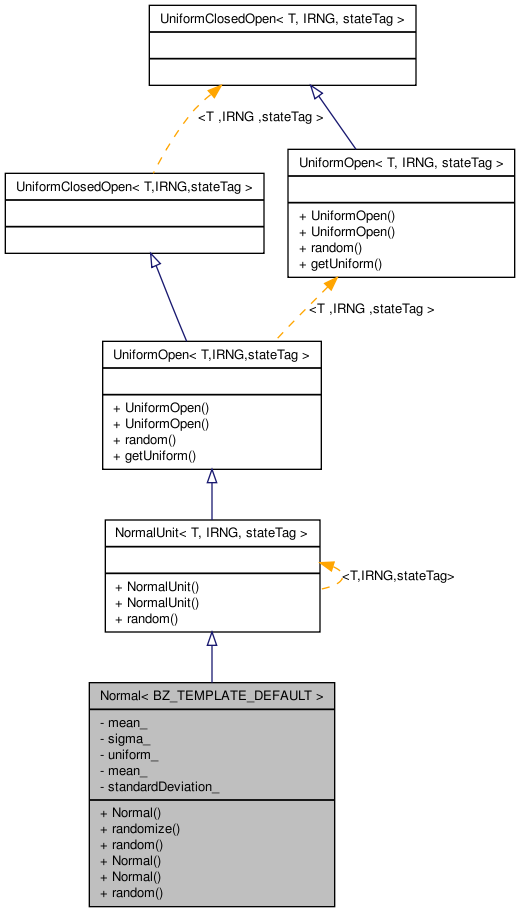 UniformClosedOpen< T, IRNG, stateTag >
<T ,IRNG ,stateTag >
UniformOpen< T, IRNG, stateTag >
+ UniformOpen()
+ UniformOpen()
+ random()
+ getUniform()
UniformClosedOpen< T,IRNG,stateTag >
<T ,IRNG ,stateTag >
UniformOpen< T,IRNG,stateTag >
+ UniformOpen()
+ UniformOpen()
+ random()
+ getUniform()
NormalUnit< T, IRNG, stateTag >
+ NormalUnit()
+ NormalUnit()
+ random()
<T,IRNG,stateTag>
Normal< BZ_TEMPLATE_DEFAULT >
- mean_
- sigma_
- uniform_
- mean_
- standardDeviation_
+ Normal()
+ randomize()
+ random()
+ Normal()
+ Normal()
+ random()